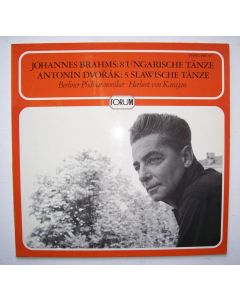 JOHANNES BRAHMS: 8 UNGARISCHE TÄNZE
ANTONÍN DVOŘÁK: 5 SLAWISCHE TÄNZE
Berliner Philharmoniker · Herbert von Karajan
FORUM